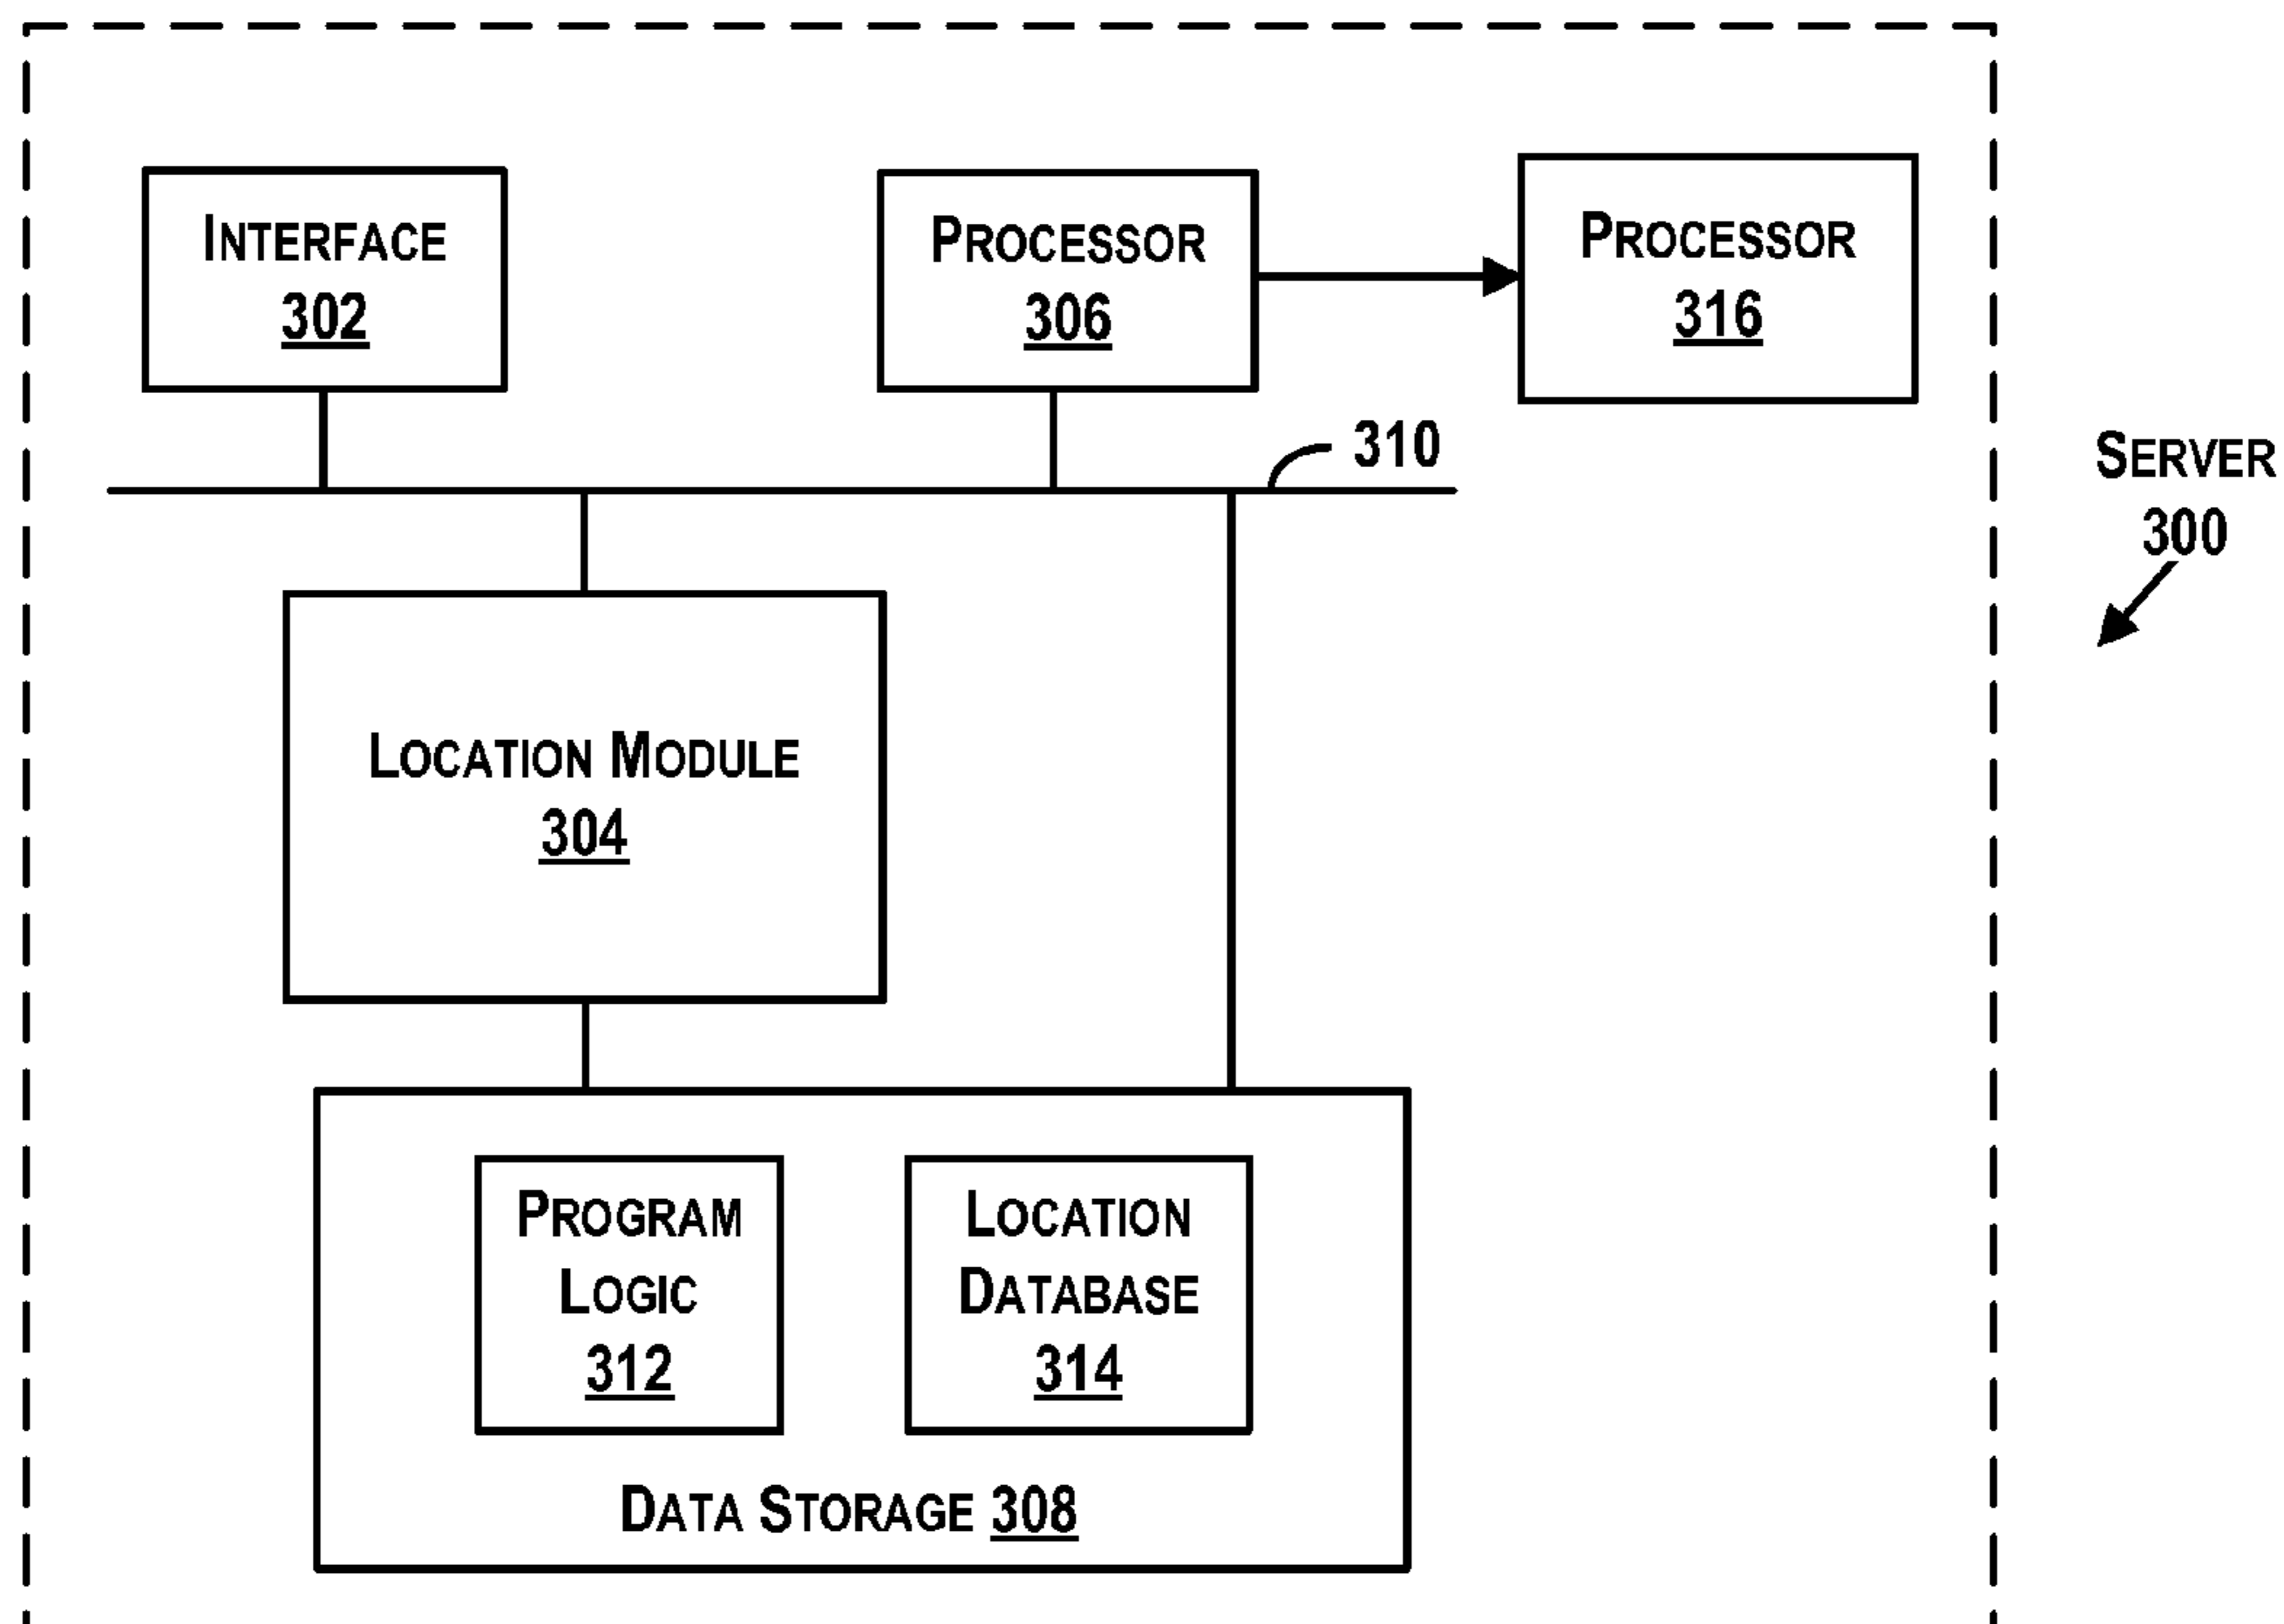 INTERFACE
302
PROCESSOR
306
PROCESSOR
316
310
SERVER
300
LOCATION MODULE
304
PROGRAM
LOGIC
312
LOCATION
DATABASE
314
DATA STORAGE 308